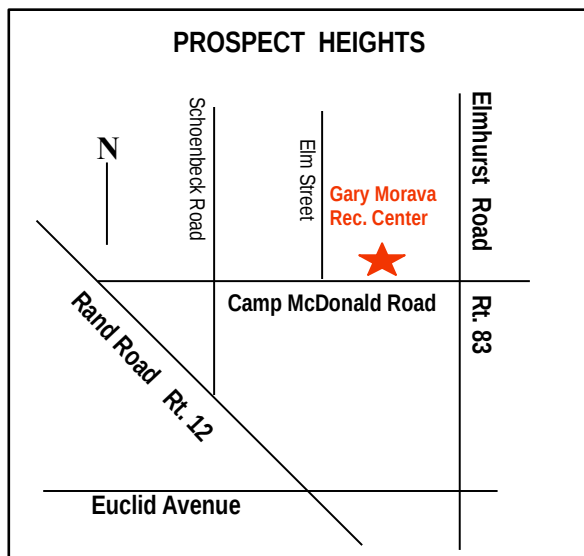 PROSPECT HEIGHTS
N
Schoenbeck Road
Elm Street
Elmhurst Road
Gary Morava
Rec. Center
Camp McDonald Road
Rt. 83
Rand Road Rt. 12
Euclid Avenue